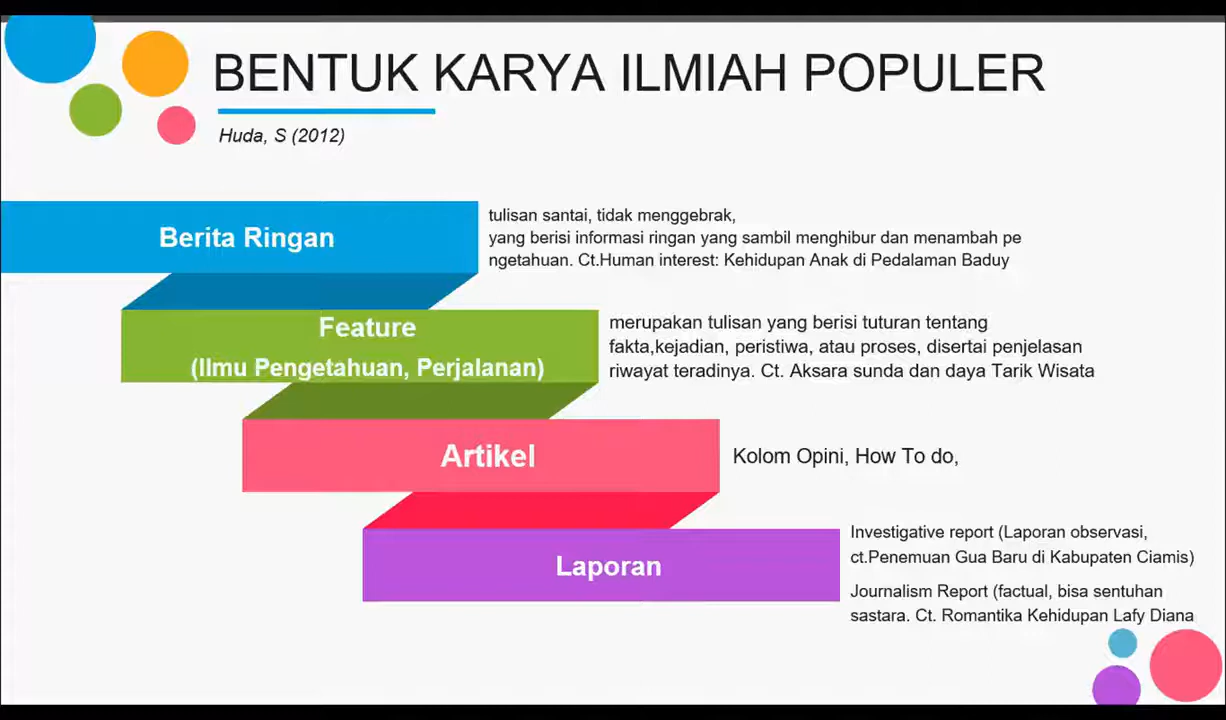 BENTUK KARYA ILMIAH POPULER
Huda, S (2012)
Berita Ringan
tulisan santai, tidak menggebrak,
yang berisi informasi ringan yang sambil menghibur dan menambah pe
ngetahuan. Ct.Human interest: Kehidupan Anak di Pedalaman Baduy
Feature
(Ilmu Pengetahuan, Perjalanan)
merupakan tulisan yang berisi tuturan tentang
fakta,kejadian, peristiwa, atau proses, disertai penjelasan
riwayat teradinya. Ct. Aksara sunda dan daya Tarik Wisata
Artikel
Kolom Opini, How To do,
Laporan
Investigative report (Laporan observasi,
ct.Penemuan Gua Baru di Kabupaten Ciamis)
Journalism Report (factual, bisa sentuhan
sastara. Ct. Romantika Kehidupan Lafy Diana